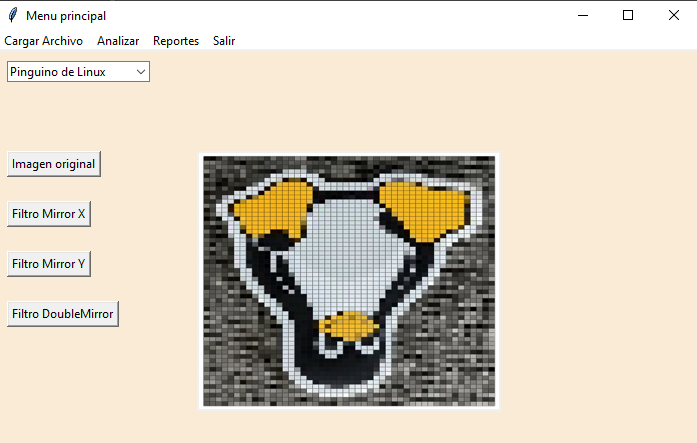 Menu principal
Cargar Archivo Analizar Reportes Salir
Pinguino de Linux
Imagen original
Filtro Mirror X
Filtro Mirror Y
Filtro DoubleMirror